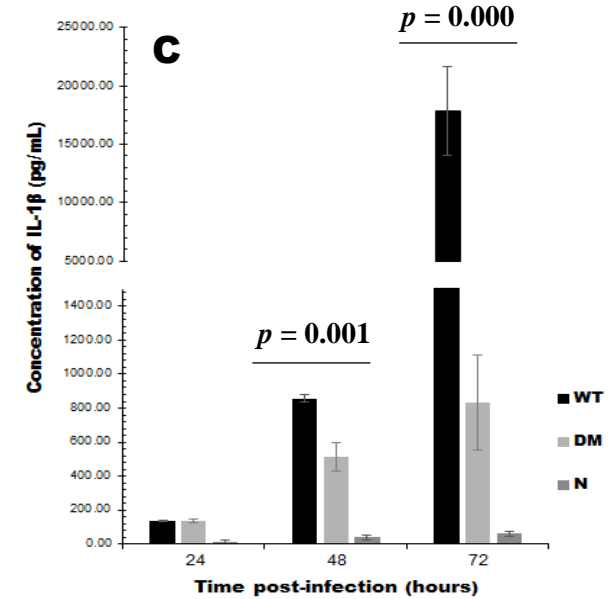 C
p = 0.000
p = 0.001
Concentration of IL-1β (pg/mL)
25000.00
20000.00
15000.00
10000.00
5000.00
1400.00
1200.00
1000.00
800.00
600.00
400.00
200.00
0.00
24 48 72
Time post-infection (hours)
WT
DM
N